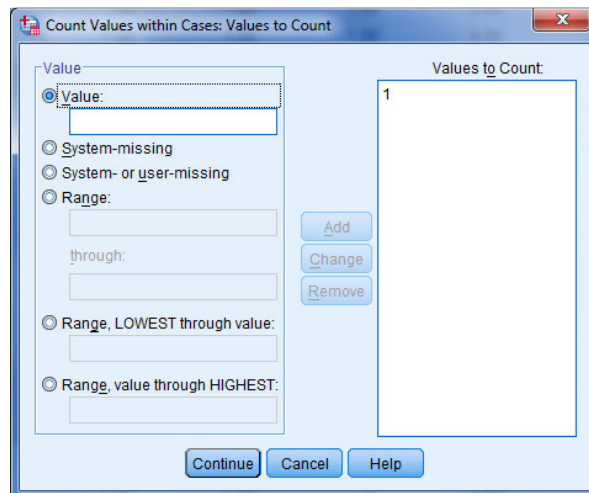 Count Values within Cases: Values to Count
Value
Value:
System-missing
System- or user-missing
Range:
through:
Range, LOWEST through value:
Range, value through HIGHEST:
Add
Change
Remove
Values to Count:
1
Continue
Cancel
Help